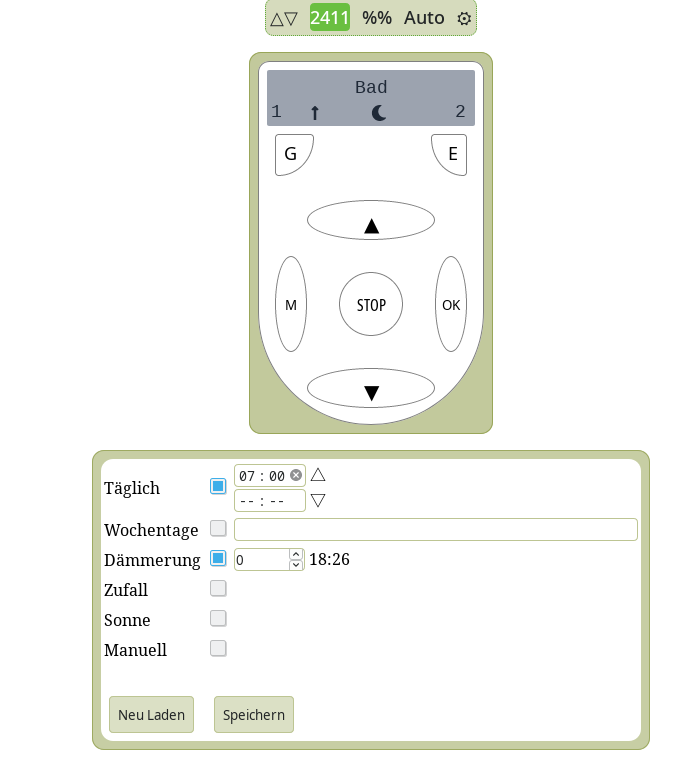 △▽ 2411 %% Auto ⚙
Bad
1 2
G E
▲
M STOP OK
▼
Täglich 07 : 00 △
-- : -- ▽
Wochentage
Dämmerung 0 18:26
Zufall
Sonne
Manuell
Neu Laden Speichern